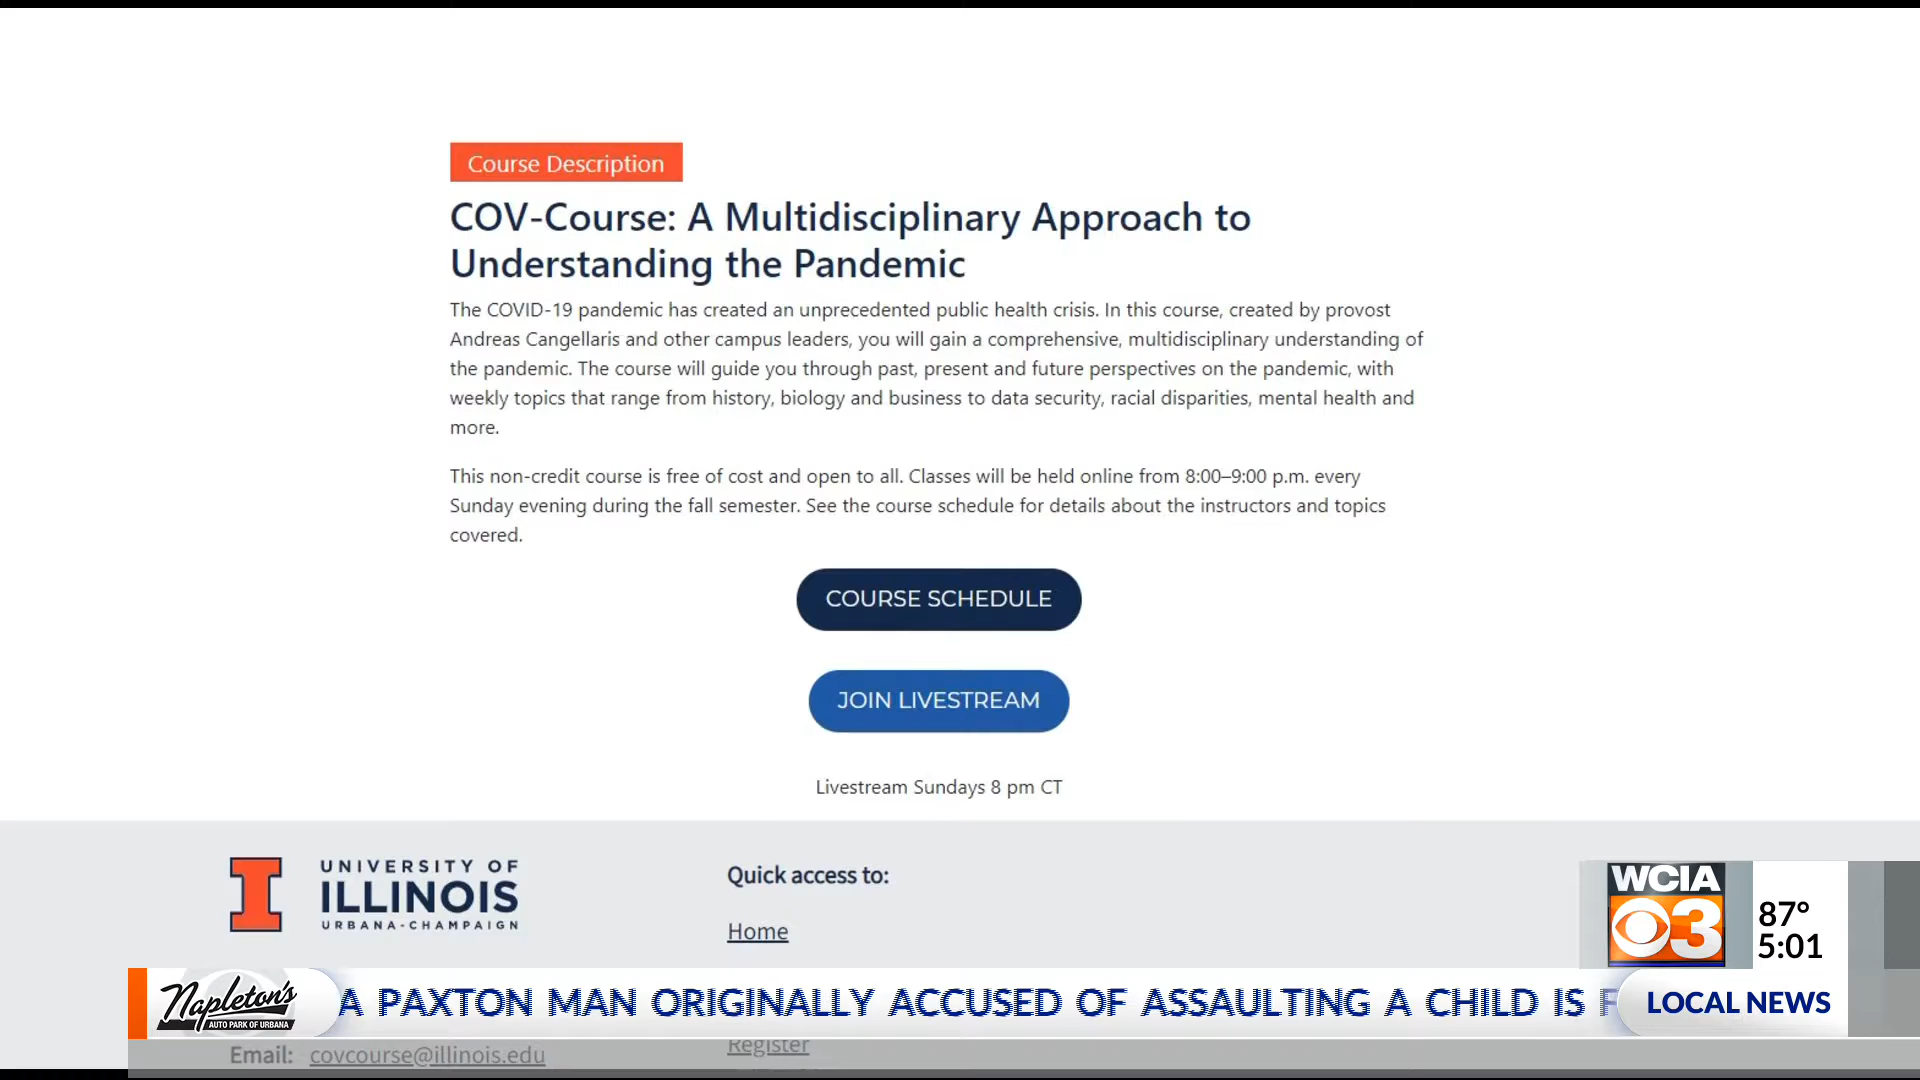 Course Description
COV-Course: A Multidisciplinary Approach to
Understanding the Pandemic
The COVID-19 pandemic has created an unprecedented public health crisis. In this course, created by provost
Andreas Cangellaris and other campus leaders, you will gain a comprehensive, multidisciplinary understanding of
the pandemic. The course will guide you through past, present and future perspectives on the pandemic, with
weekly topics that range from history, biology and business to data security, racial disparities, mental health and
more.
This non-credit course is free of cost and open to all. Classes will be held online from 8:00–9:00 p.m. every
Sunday evening during the fall semester. See the course schedule for details about the instructors and topics
covered.
COURSE SCHEDULE
JOIN LIVESTREAM
Livestream Sundays 8 pm CT
UNIVERSITY OF
ILLINOIS
URBANA-CHAMPAIGN
Quick access to:
Home
WCIA
3
87°
5:01
Napleton's
AUTO PARK OF URBANA
A PAXTON MAN ORIGINALLY ACCUSED OF ASSAULTING A CHILD IS F
LOCAL NEWS
Email: covcourse@illinois.edu
Register